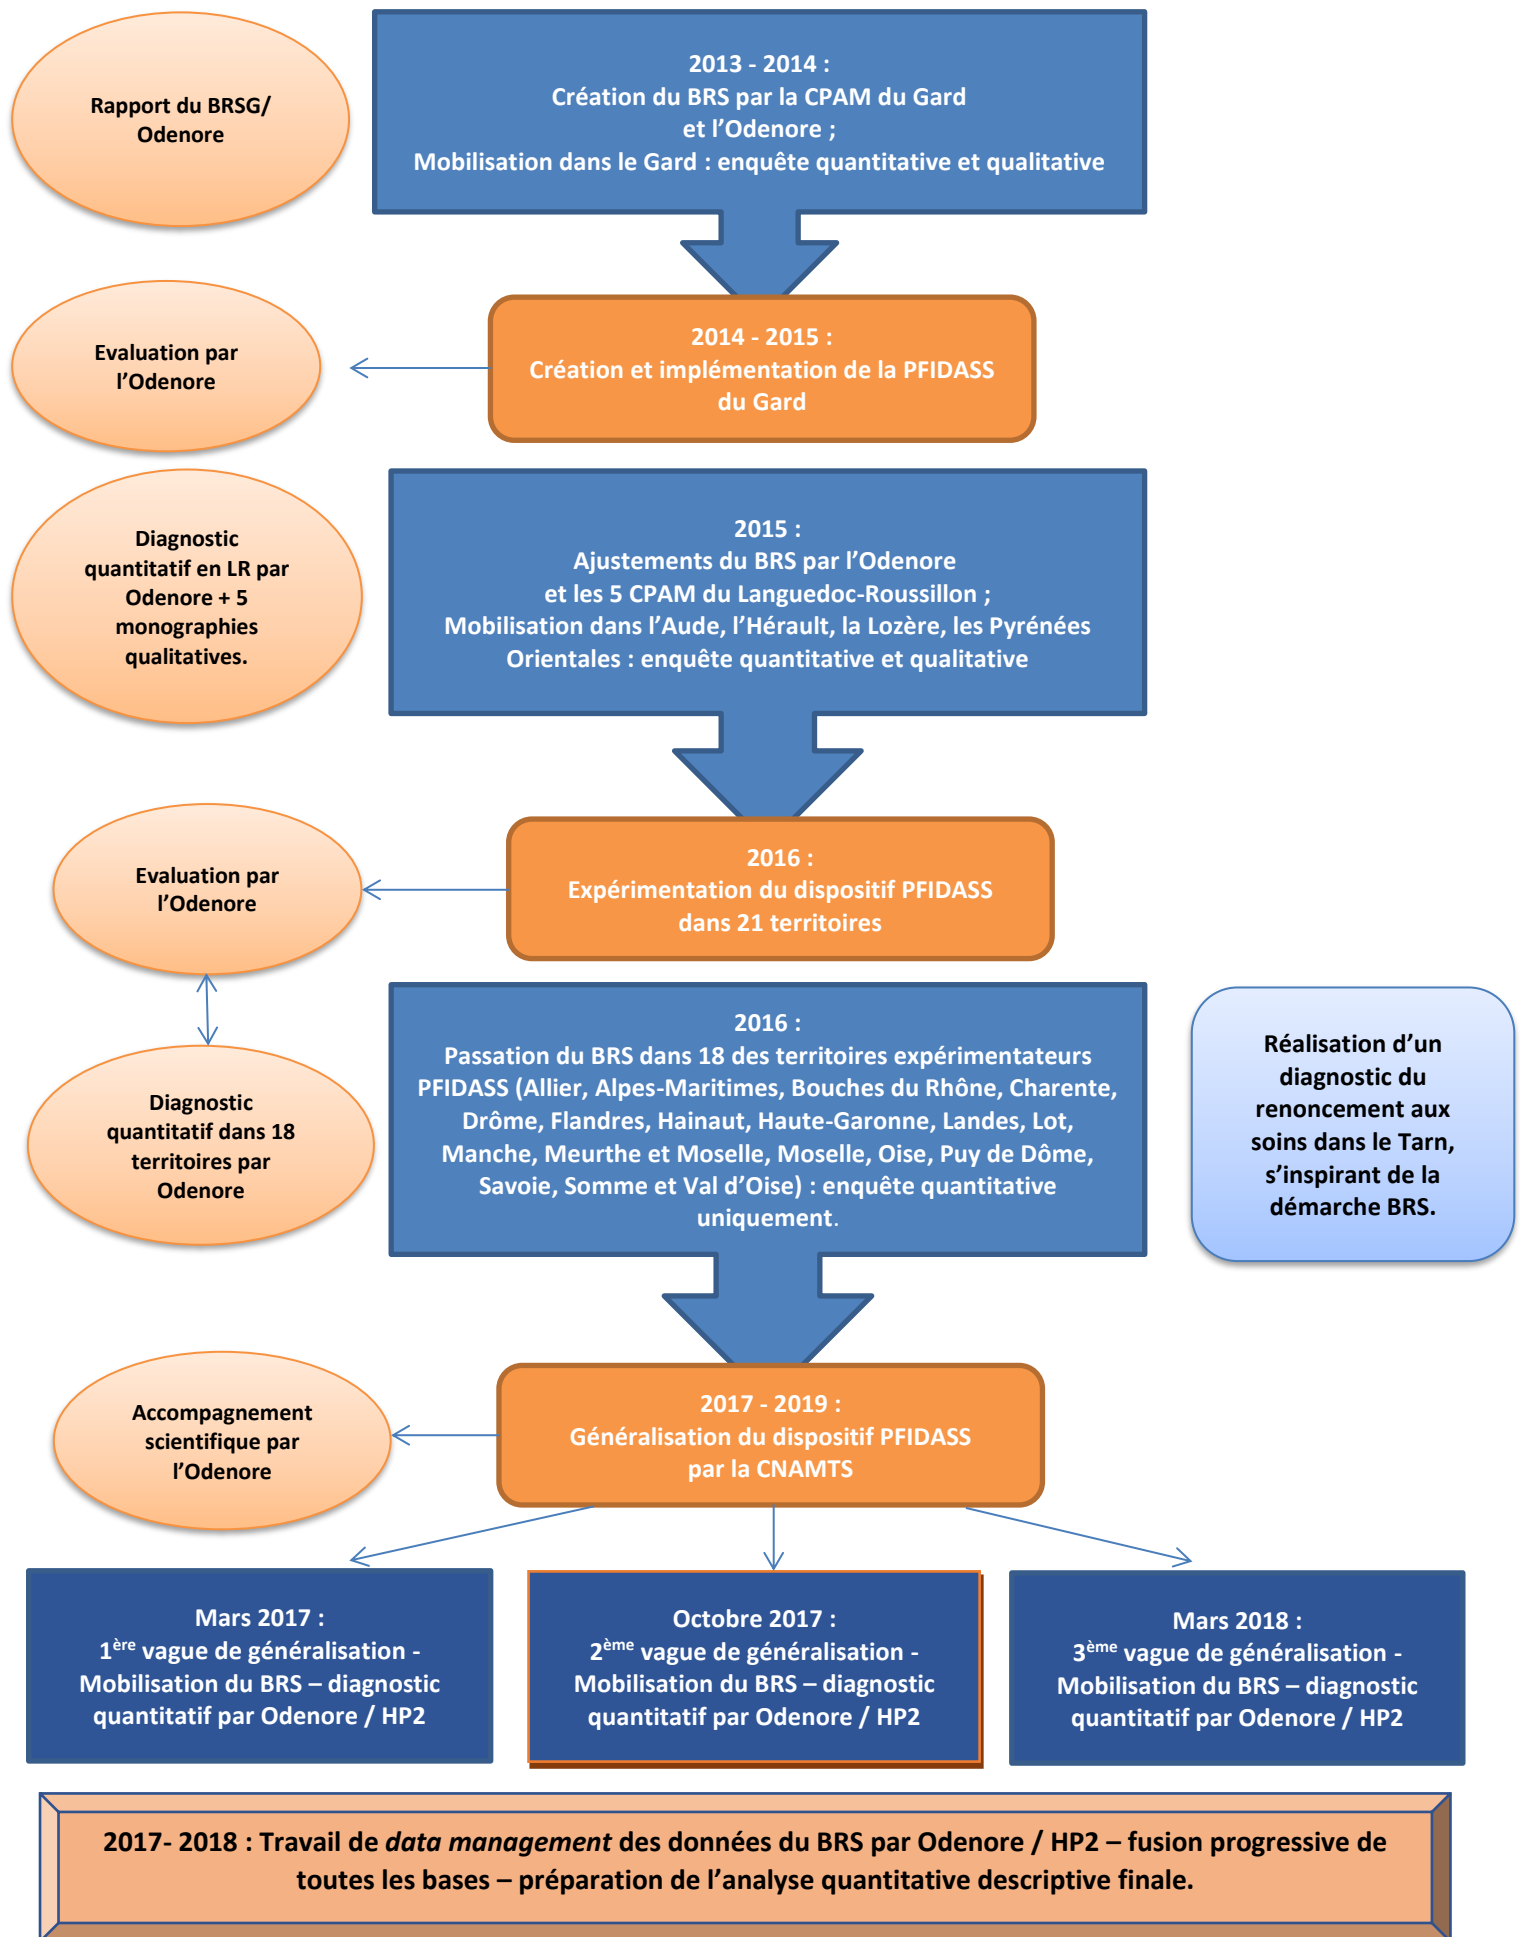 Rapport du BRSG/
Odenore
2013 - 2014 :
Création du BRS par la CPAM du Gard
et l’Odenore ;
Mobilisation dans le Gard : enquête quantitative et qualitative
Evaluation par
l’Odenore
2014 - 2015 :
Création et implémentation de la PFIDASS
du Gard
Diagnostic
quantitatif en LR par
Odenore + 5
monographies
qualitatives.
2015 :
Ajustements du BRS par l’Odenore
et les 5 CPAM du Languedoc-Roussillon ;
Mobilisation dans l’Aude, l’Hérault, la Lozère, les Pyrénées
Orientales : enquête quantitative et qualitative
Evaluation par
l’Odenore
2016 :
Expérimentation du dispositif PFIDASS
dans 21 territoires
Diagnostic
quantitatif dans 18
territoires par
Odenore
2016 :
Passation du BRS dans 18 des territoires expérimentateurs
PFIDASS (Allier, Alpes-Maritimes, Bouches du Rhône, Charente,
Drôme, Flandres, Hainaut, Haute-Garonne, Landes, Lot,
Manche, Meurthe et Moselle, Moselle, Oise, Puy de Dôme,
Savoie, Somme et Val d’Oise) : enquête quantitative
uniquement.
Réalisation d’un
diagnostic du
renoncement aux
soins dans le Tarn,
s’inspirant de la
démarche BRS.
Accompagnement
scientifique par
l’Odenore
2017 - 2019 :
Généralisation du dispositif PFIDASS
par la CNAMTS
Mars 2017 :
1ère vague de généralisation -
Mobilisation du BRS – diagnostic
quantitatif par Odenore / HP2
Octobre 2017 :
2ème vague de généralisation -
Mobilisation du BRS – diagnostic
quantitatif par Odenore / HP2
Mars 2018 :
3ème vague de généralisation -
Mobilisation du BRS – diagnostic
quantitatif par Odenore / HP2
2017- 2018 : Travail de data management des données du BRS par Odenore / HP2 – fusion progressive de
toutes les bases – préparation de l’analyse quantitative descriptive finale.